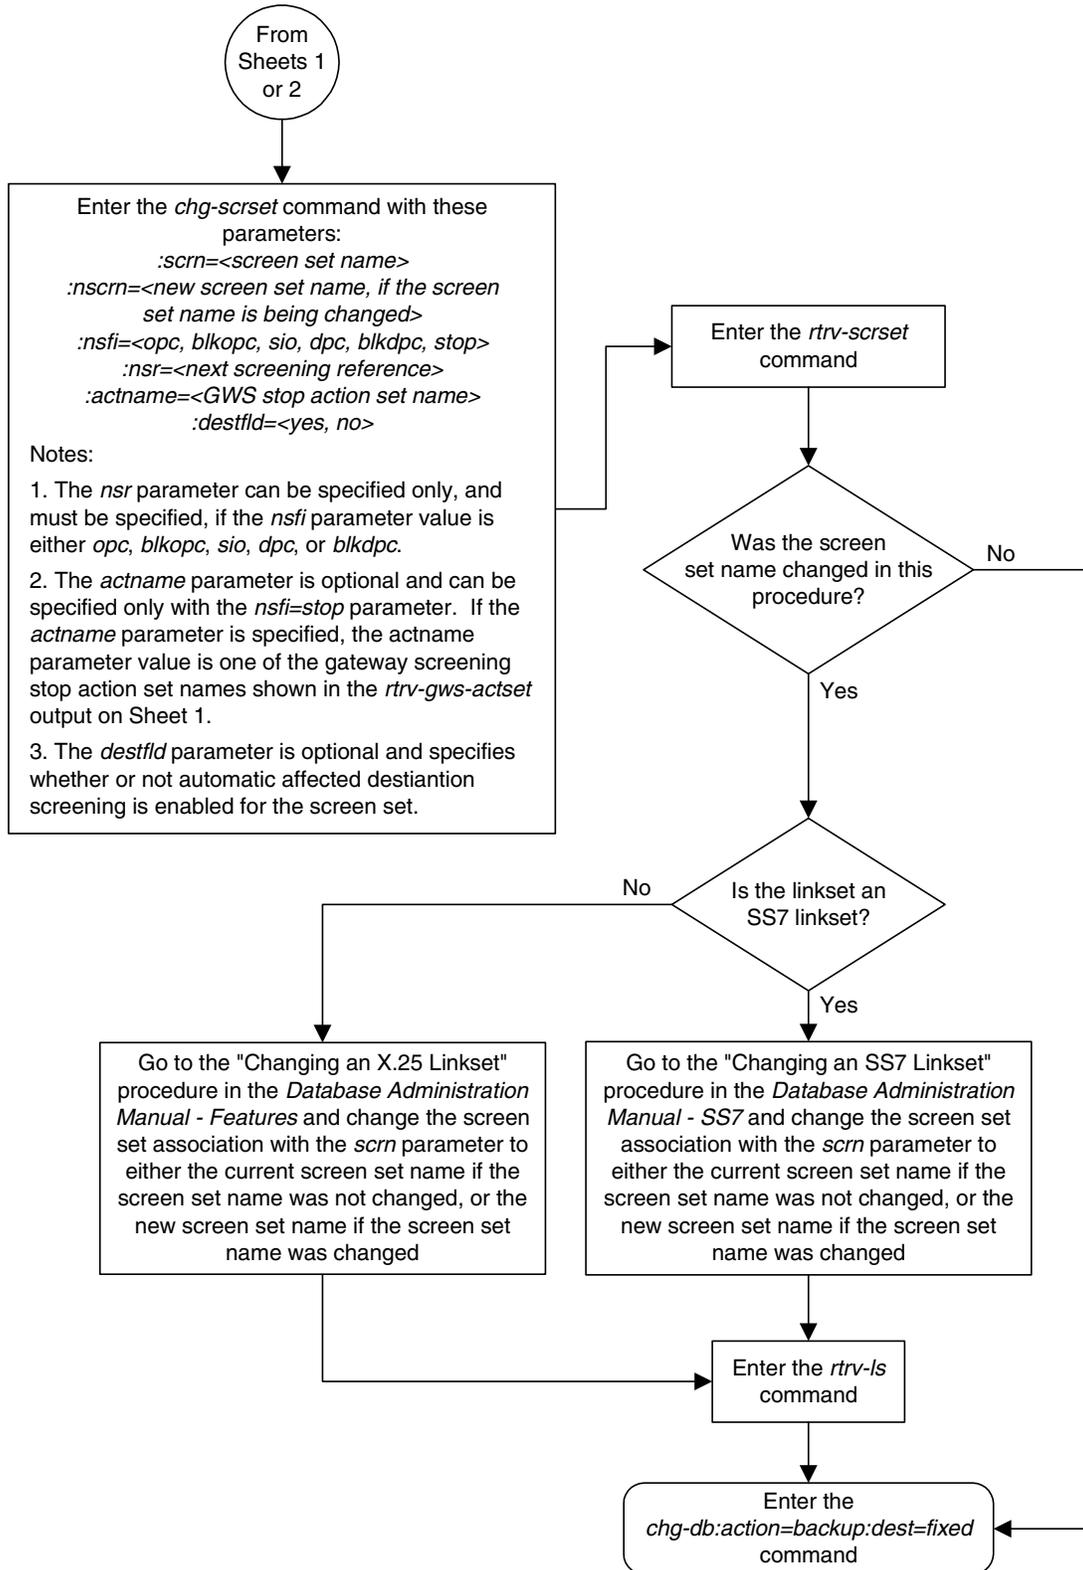 From
Sheets 1
or 2
Enter the chg-scrset command with these
parameters:
:scrn=<screen set name>
:nscrn=<new screen set name, if the screen
set name is being changed>
:nsfi=<opc, blkopc, sio, dpc, blkdpc, stop>
:nsr=<next screening reference>
:actname=<GWS stop action set name>
:destfld=<yes, no>
Notes:
1. The nsr parameter can be specified only, and
must be specified, if the nsfi parameter value is
either opc, blkopc, sio, dpc, or blkdpc.
2. The actname parameter is optional and can be
specified only with the nsfi=stop parameter.  If the
actname parameter is specified, the actname
parameter value is one of the gateway screening
stop action set names shown in the rtrv-gws-actset
output on Sheet 1.
3. The destfld parameter is optional and specifies
whether or not automatic affected destiantion
screening is enabled for the screen set.
Enter the rtrv-scrset
command
Was the screen
set name changed in this
procedure?
No
Yes
Is the linkset an
SS7 linkset?
No
Yes
Go to the "Changing an X.25 Linkset"
procedure in the Database Administration
Manual - Features and change the screen
set association with the scrn parameter to
either the current screen set name if the
screen set name was not changed, or the
new screen set name if the screen set
name was changed
Go to the "Changing an SS7 Linkset"
procedure in the Database Administration
Manual - SS7 and change the screen set
association with the scrn parameter to
either the current screen set name if the
screen set name was not changed, or the
new screen set name if the screen set
name was changed
Enter the rtrv-ls
command
Enter the
chg-db:action=backup:dest=fixed
command